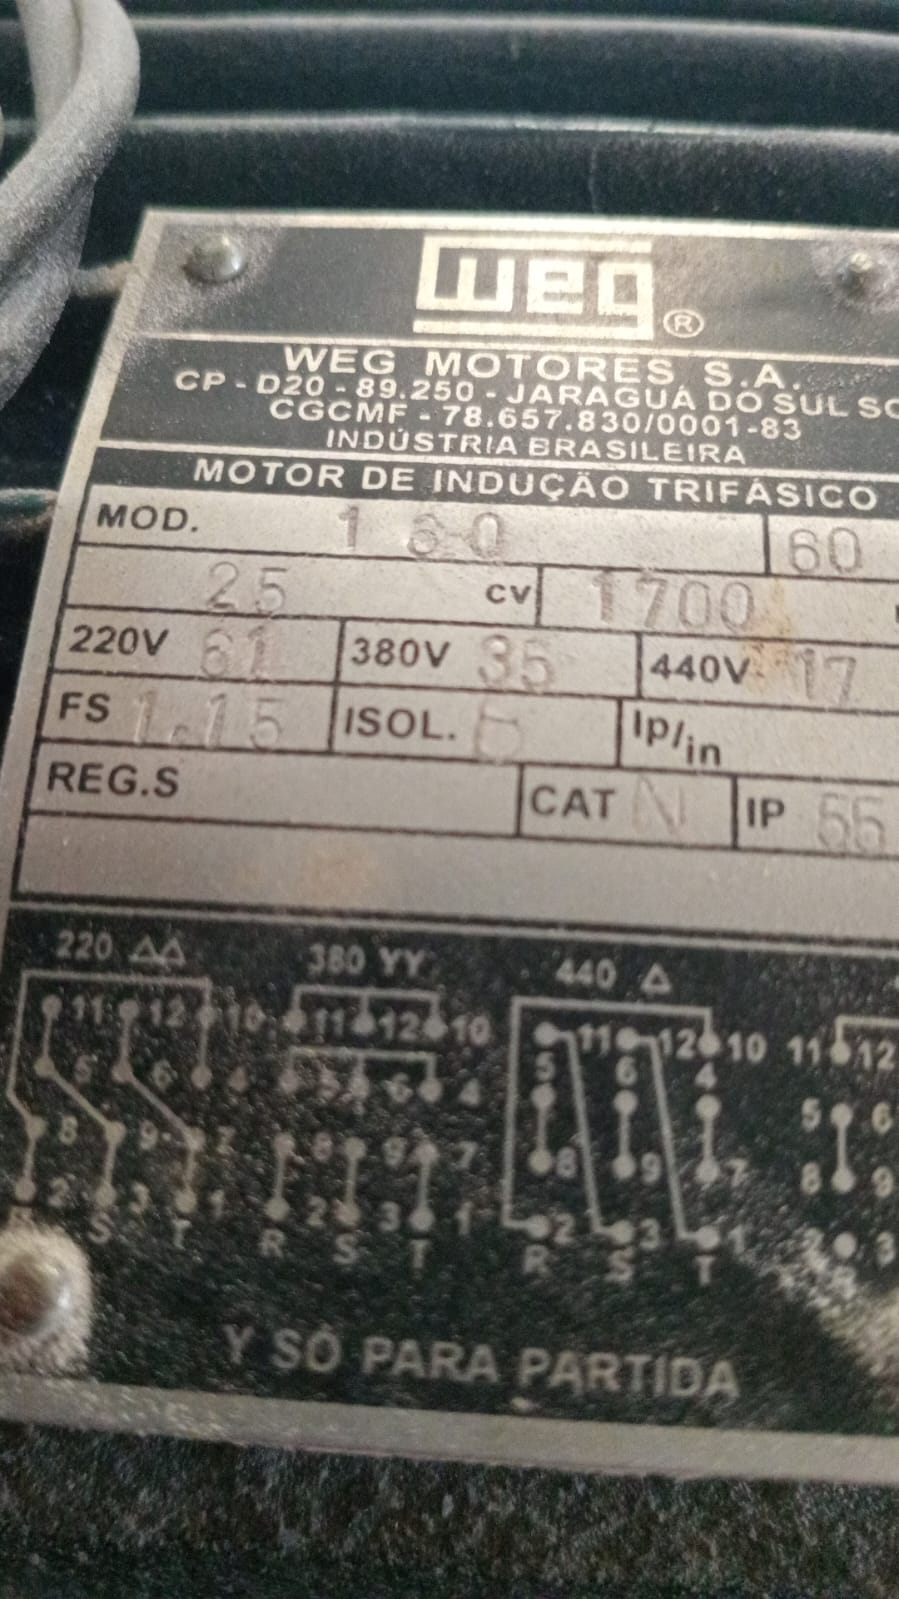 weg ®
WEG MOTORES S.A.
CP - D20 - 89.250 - JARAGUÁ DO SUL SC
CGCMF - 78.657.830/0001-83
INDÚSTRIA BRASILEIRA
MOTOR DE INDUÇÃO TRIFÁSICO
MOD. 160 60
25 cv 1700
220V 61 380V 35 440V 17
FS 1.15 ISOL. Ip/in
REG.S CAT N IP 55
220 ΔΔ 380 YY 440 Δ
11 12 10 11 12 10 11 12 10 11 12
5 6 4 5 6 4 5 6 4 5 6
8 9 7 8 9 7 8 9 7 8 9
2 3 1 2 3 1 2 3 1 3
R S T R S T R S T
Y SÓ PARA PARTIDA